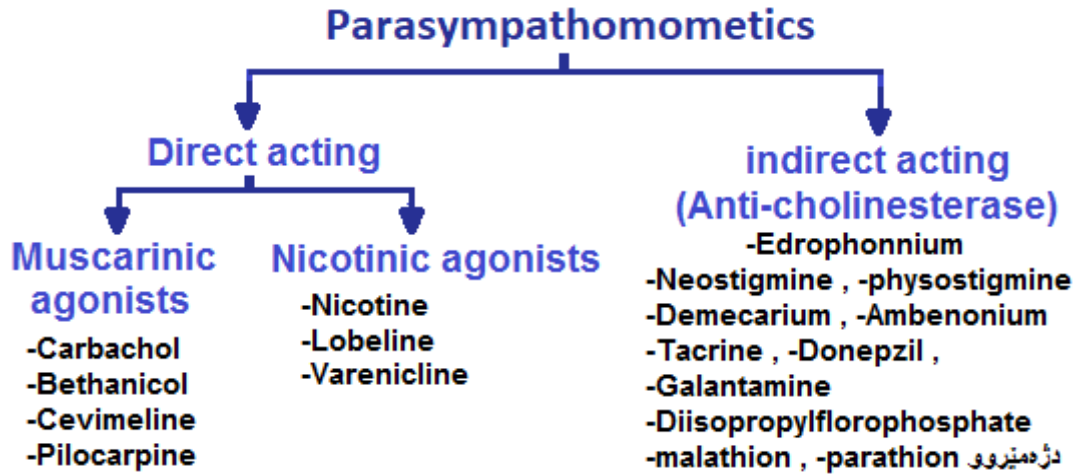 Parasympathomometics
Direct acting
Muscarinic
agonists
-Carbachol
-Bethanicol
-Cevimeline
-Pilocarpine
Nicotinic agonists
-Nicotine
-Lobeline
-Varenicline
indirect acting
(Anti-cholinesterase)
-Edrophonnium
-Neostigmine , -physostigmine
-Demecarium , -Ambenonium
-Tacrine , -Donepzil ,
-Galantamine
-Diisopropylflorophosphate
-malathion , -parathion دژەمێروو